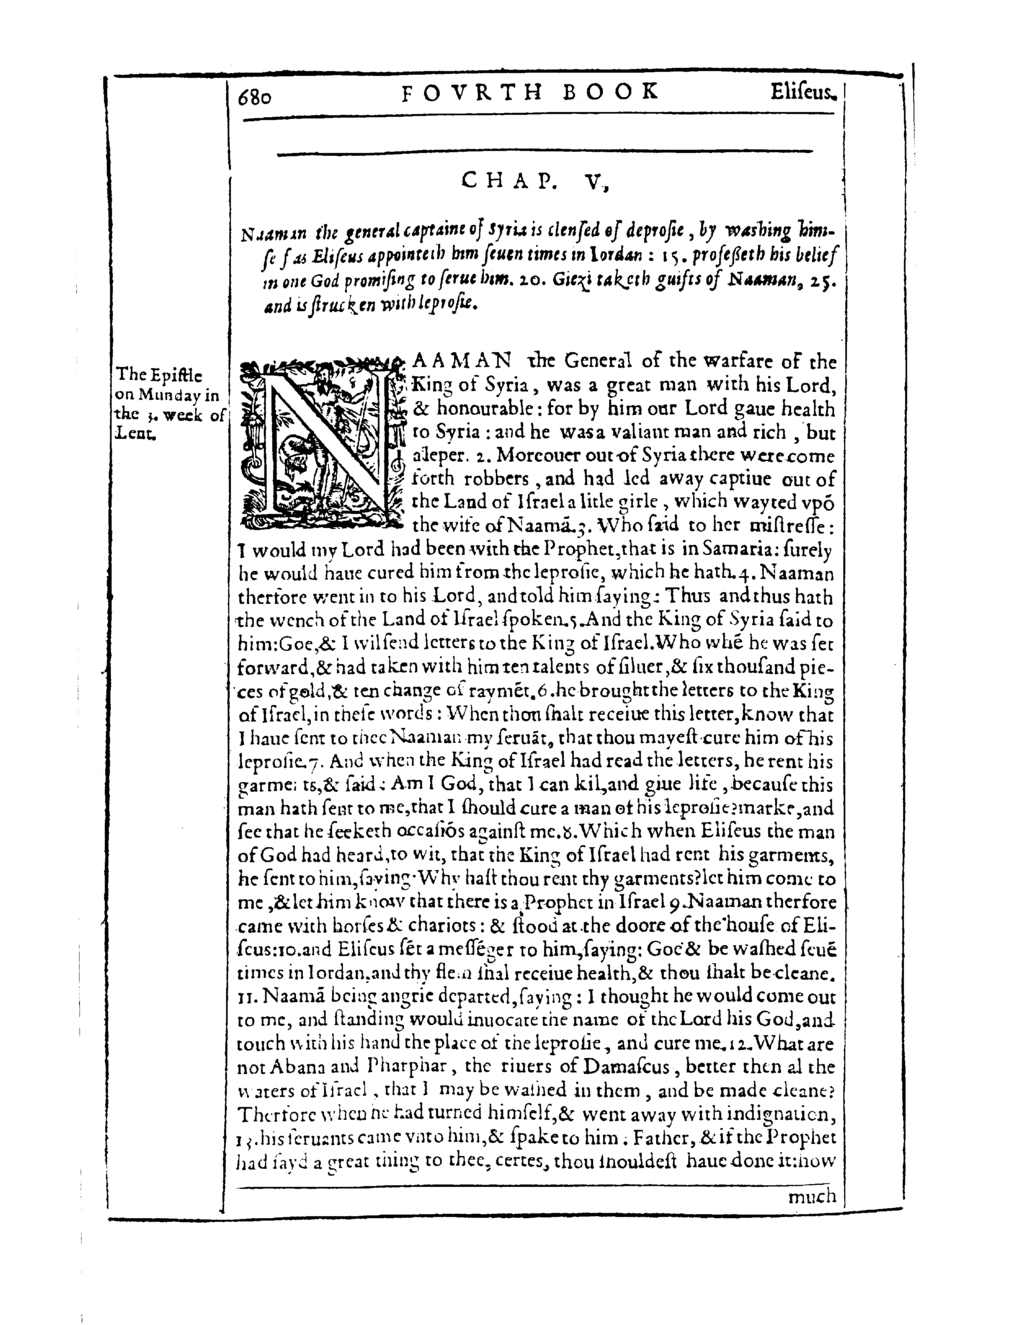 680 FOVRTH BOOK Eliſeus.
CHAP. V,
Naaman the general captaine of Syria is clenſed of deproſie, by waſhing him-
ſe f as Eliſeus appointeth him ſeuen times in Iordan : 15. profeſſeth his belief
in one God promiſing to ſerue him. 20. Giezi taketh guifts of Naaman, 25.
and is ſtrucken with leproſie.
The Epiſtle
on Munday in
the 3. week of
Lent.
NAAMAN the General of the warfare of the
King of Syria, was a great man with his Lord,
& honourable : for by him our Lord gaue health
to Syria : and he was a valiant man and rich , but
a leper. 2. Moreouer out of Syria there were come
forth robbers , and had led away captiue out of
the Land of Iſrael a litle girle , which wayted vpō
the wife of Naamā.3. Who ſaid to her miſtreſſe :
I would my Lord had been with the Prophet,that is in Samaria: ſurely
he would haue cured him from the leproſie, which he hath.4. Naaman
therfore went in to his Lord, and told him ſaying : Thus and thus hath
the wench of the Land of Iſrael ſpoken.5.And the King of Syria ſaid to
him:Goe,& I wil ſend letters to the King of Iſrael.Who whē he was ſet
forward,& had taken with him ten talents of ſiluer,& ſix thouſand pie-
ces of gold,& ten change of raymēt.6.he brought the letters to the King
of Iſrael,in theſe words : When thou ſhalt receiue this letter,know that
I haue ſent to thee Naaman my ſeruāt, that thou mayeſt cure him of his
leproſie.7. And when the King of Iſrael had read the letters, he rent his
garme ts,& ſaid : Am I God, that I can kil,and giue life , becauſe this
man hath ſent to me,that I ſhould cure a man of his leproſie?marke,and
ſee that he ſeeketh occaſiōs againſt me.8.Which when Eliſeus the man
of God had heard,to wit, that the King of Iſrael had rent his garments,
he ſent to him,ſaying:Why haſt thou rent thy garments?let him come to
me ,& let him know that there is a Prophet in Iſrael 9.Naaman therfore
came with horſes & chariots : & ſtood at the doore of the houſe of Eli-
ſeus:10.and Eliſeus ſēt a meſſēger to him,ſaying: Goe & be waſhed ſeuē
times in Iordan,and thy fleſh ſhal receiue health,& thou ſhalt be cleane.
11. Naamā being angrie departed,ſaying : I thought he would come out
to me, and ſtanding would inuocate the name of the Lord his God,and
touch with his hand the place of the leproſie , and cure me.12.What are
not Abana and Pharphar , the riuers of Damaſcus , better then al the
waters of Iſrael , that I may be waſhed in them , and be made cleane?
Therfore when he had turned himſelf,& went away with indignation,
13.his ſeruants came vnto him,& ſpake to him : Father, & if the Prophet
had ſayd a great thing to thee, certes, thou ſhouldeſt haue done it:now
much